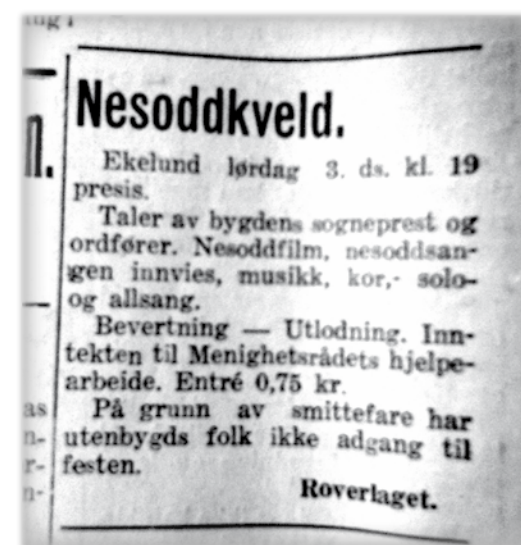 Nesoddkveld.
Ekelund lørdag 3. ds. kl. 19
presis.
Taler av bygdens sogneprest og
ordfører. Nesoddfilm, nesoddsan-
gen innvies, musikk, kor,- solo-
og allsang.
Bevertning — Utlodning. Inn-
tekten til Menighetsrådets hjelpe-
arbeide. Entré 0,75 kr.
På grunn av smittefare har
utenbygds folk ikke adgang til
festen.
Roverlaget.
as
n-
r-
n-